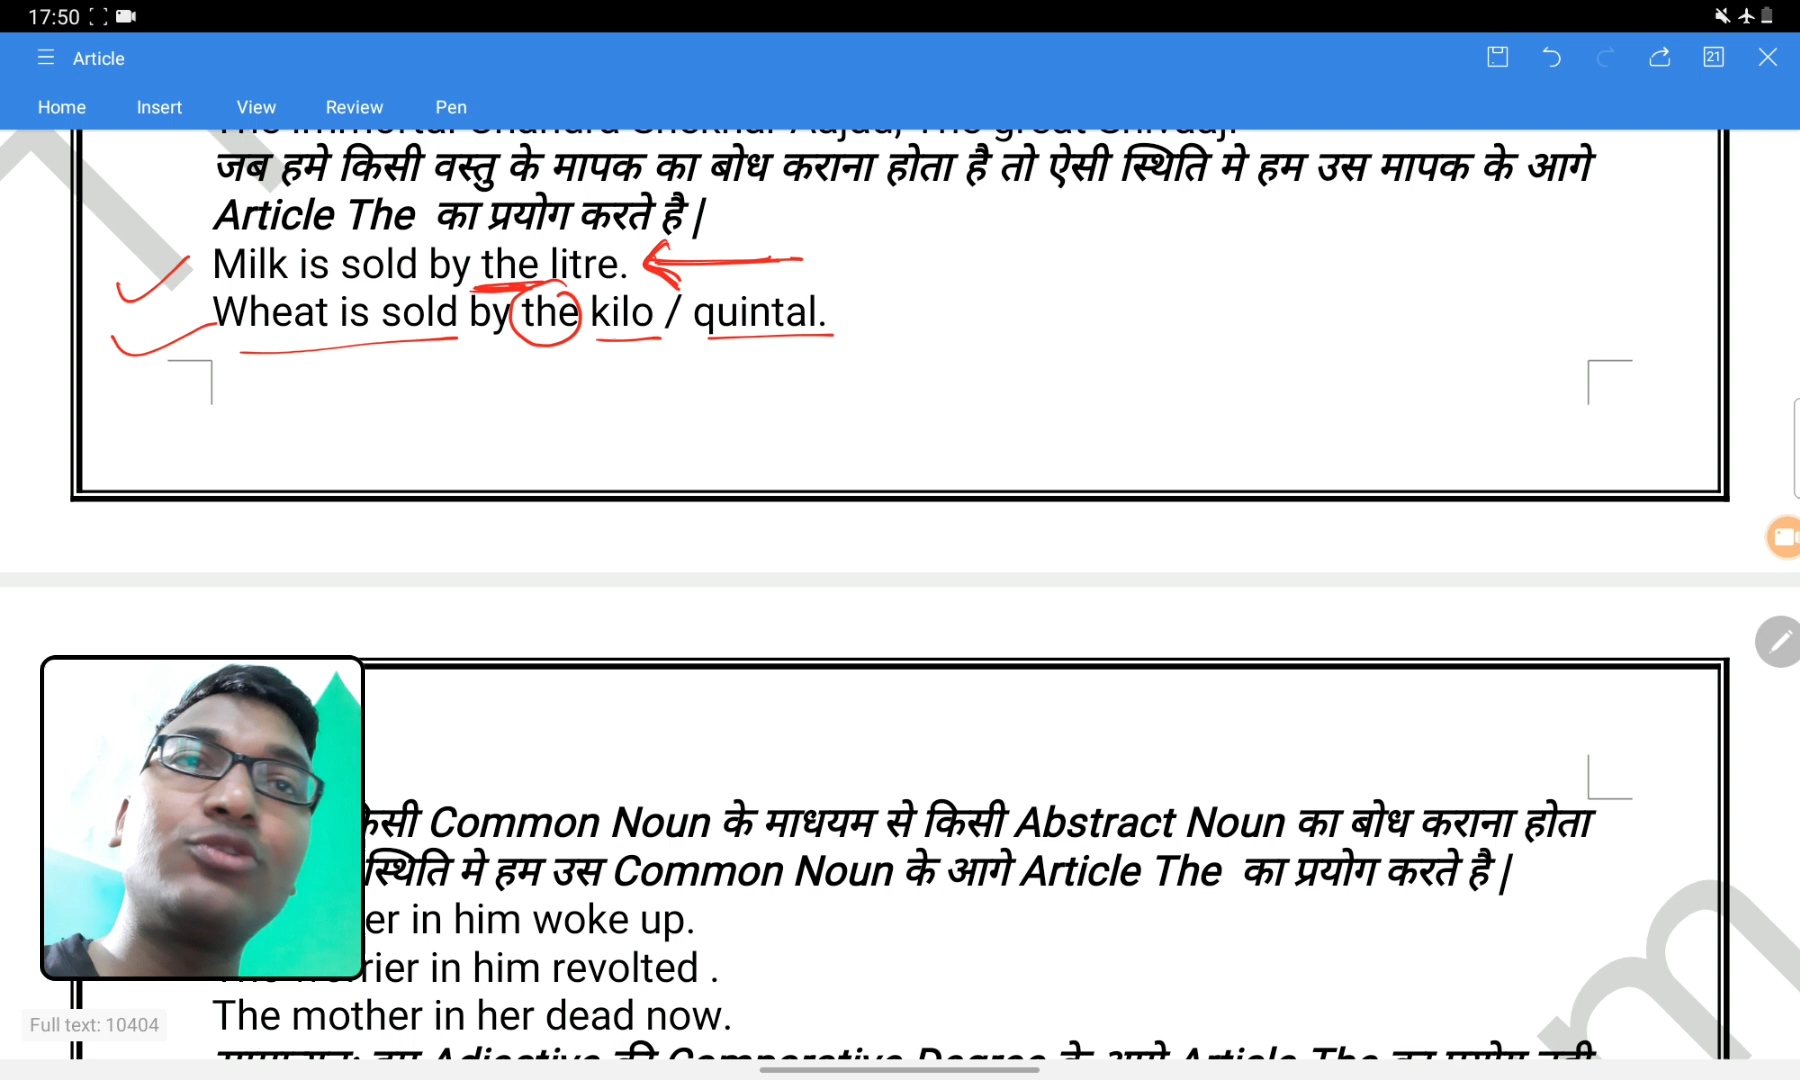 17:50
Article
21
Home Insert View Review Pen
जब हमे किसी वस्तु के मापक का बोध कराना होता है तो ऐसी स्थिति मे हम उस मापक के आगे
Article The का प्रयोग करते है |
Milk is sold by the litre.
Wheat is sold by the kilo / quintal.
Common Noun के माध्यम से किसी Abstract Noun का बोध कराना होता
स्थिति मे हम उस Common Noun के आगे Article The का प्रयोग करते है |
er in him woke up.
rier in him revolted .
The mother in her dead now.
Full text: 10404